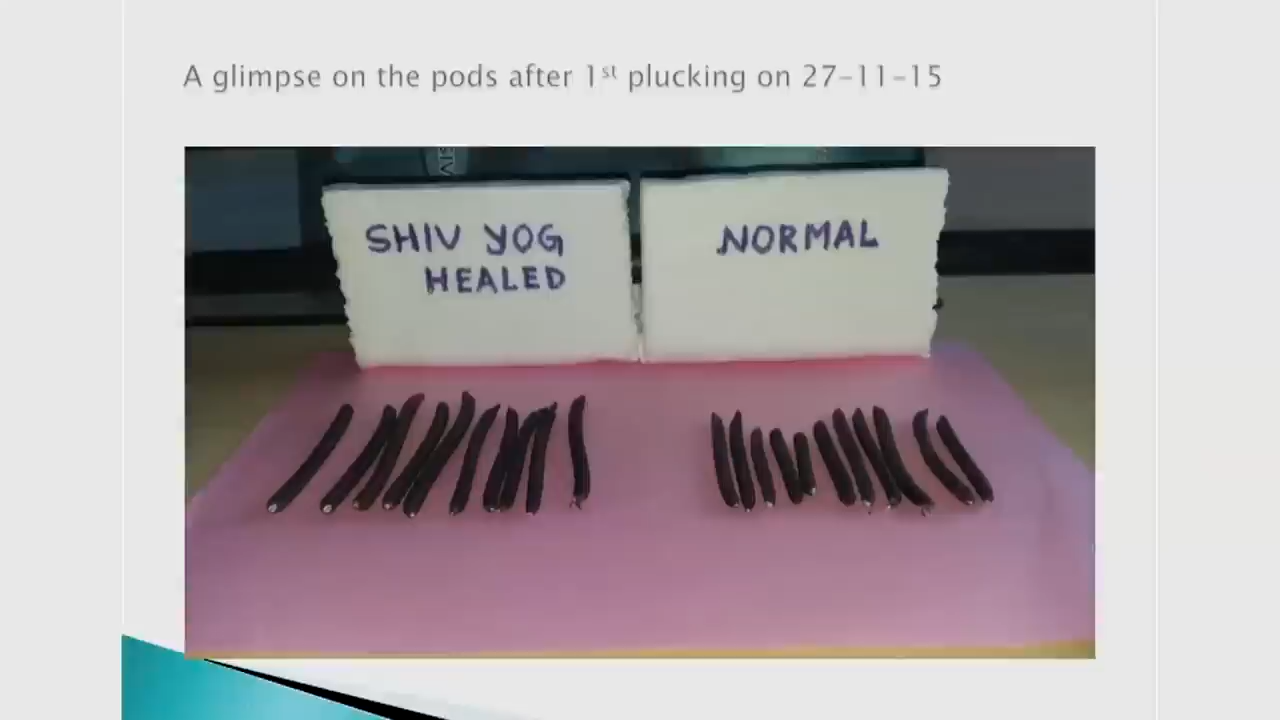 A glimpse on the pods after 1st plucking on 27-11-15
SHIV YOG
HEALED
NORMAL